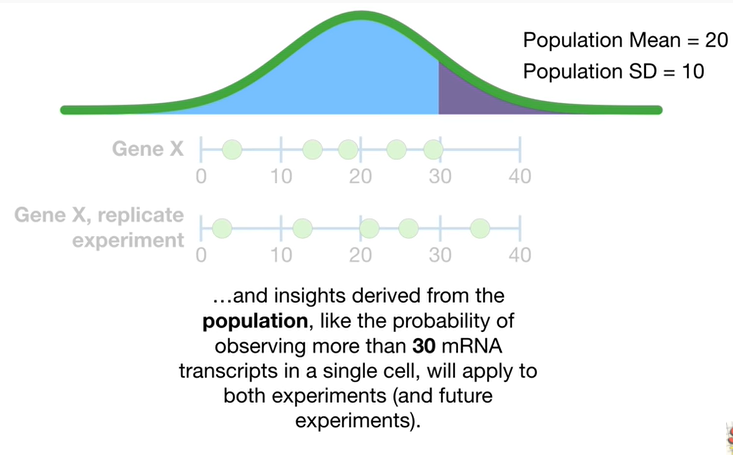 Population Mean = 20
Population SD = 10
Gene X
0 10 20 30 40
Gene X, replicate
experiment
0 10 20 30 40
…and insights derived from the
population, like the probability of
observing more than 30 mRNA
transcripts in a single cell, will apply to
both experiments (and future
experiments).